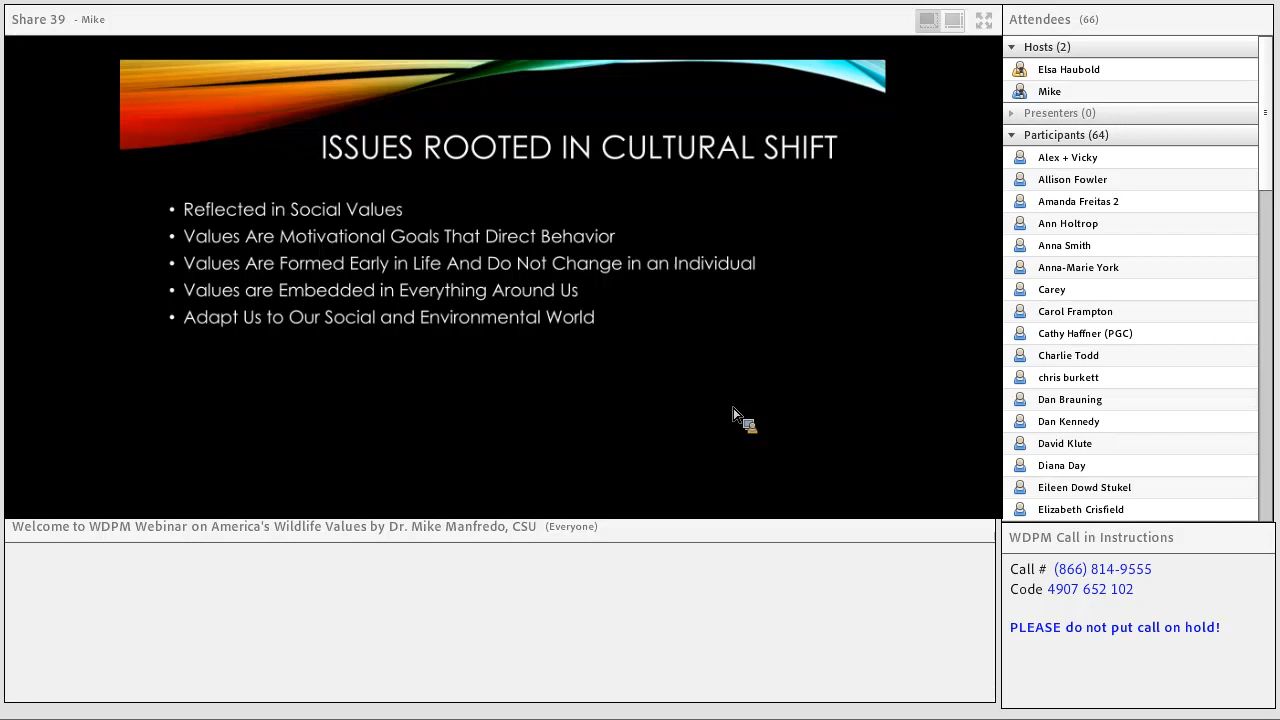 Share 39 - Mike
ISSUES ROOTED IN CULTURAL SHIFT
• Reflected in Social Values
• Values Are Motivational Goals That Direct Behavior
• Values Are Formed Early in Life And Do Not Change in an Individual
• Values are Embedded in Everything Around Us
• Adapt Us to Our Social and Environmental World
Welcome to WDPM Webinar on America's Wildlife Values by Dr. Mike Manfredo, CSU (Everyone)
Attendees (66)
Hosts (2)
Elsa Haubold
Mike
Presenters (0)
Participants (64)
Alex + Vicky
Allison Fowler
Amanda Freitas 2
Ann Holtrop
Anna Smith
Anna-Marie York
Carey
Carol Frampton
Cathy Haffner (PGC)
Charlie Todd
chris burkett
Dan Brauning
Dan Kennedy
David Klute
Diana Day
Eileen Dowd Stukel
Elizabeth Crisfield
WDPM Call in Instructions
Call # (866) 814-9555
Code 4907 652 102
PLEASE do not put call on hold!